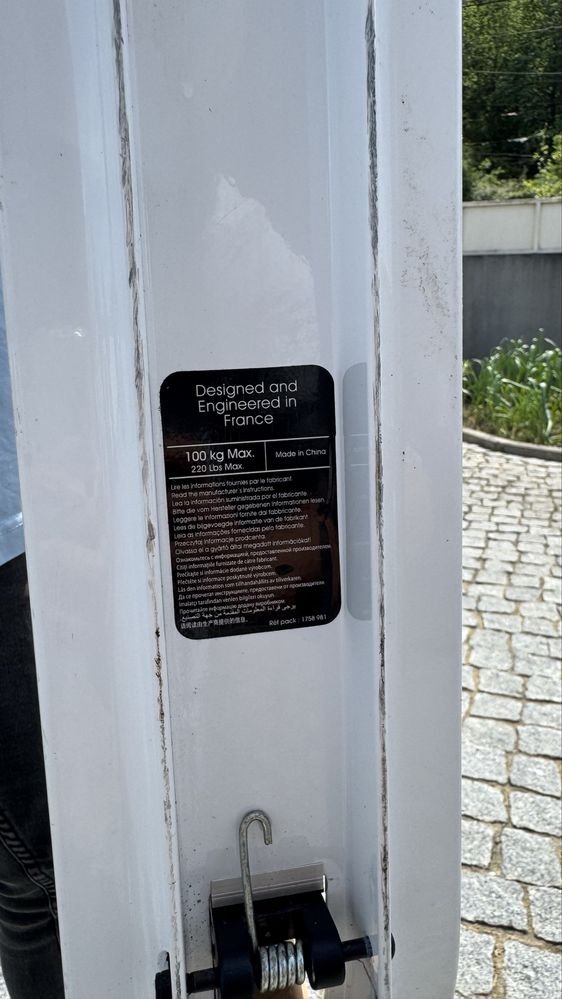 Designed and
Engineered in
France
100 kg Max.
220 Lbs Max.
Made in China
Lire les informations fournies par le fabricant.
Read the manufacturer's instructions.
Lea la información suministrada por el fabricante.
Bitte die vom Hersteller gegebenen Informationen lesen.
Leggere le informazioni fornite dal fabbricante.
Lees de bijgevoegde informatie van de fabrikant.
Leia as informações fornecidas pelo fabricante.
Przeczytaj informacje producenta.
Olvassa el a gyártó által megadott információkat!
Ознакомьтесь с информацией, предоставленной производителем.
Citiți informațiile furnizate de către fabricant.
Prečítajte si informácie dodané výrobcom.
Přečtěte si informace poskytnuté výrobcem.
Läs den information som tillhandahållits av tillverkaren.
Да се прочетат инструкциите, предоставени от производителя.
İmalatçı tarafından verilen bilgileri okuyun.
Прочитайте інформацію, додану виробником.
يرجى قراءة المعلومات المقدمة من جهة التصنيع.
请阅读由生产商提供的信息。
Réf pack : 1758 981